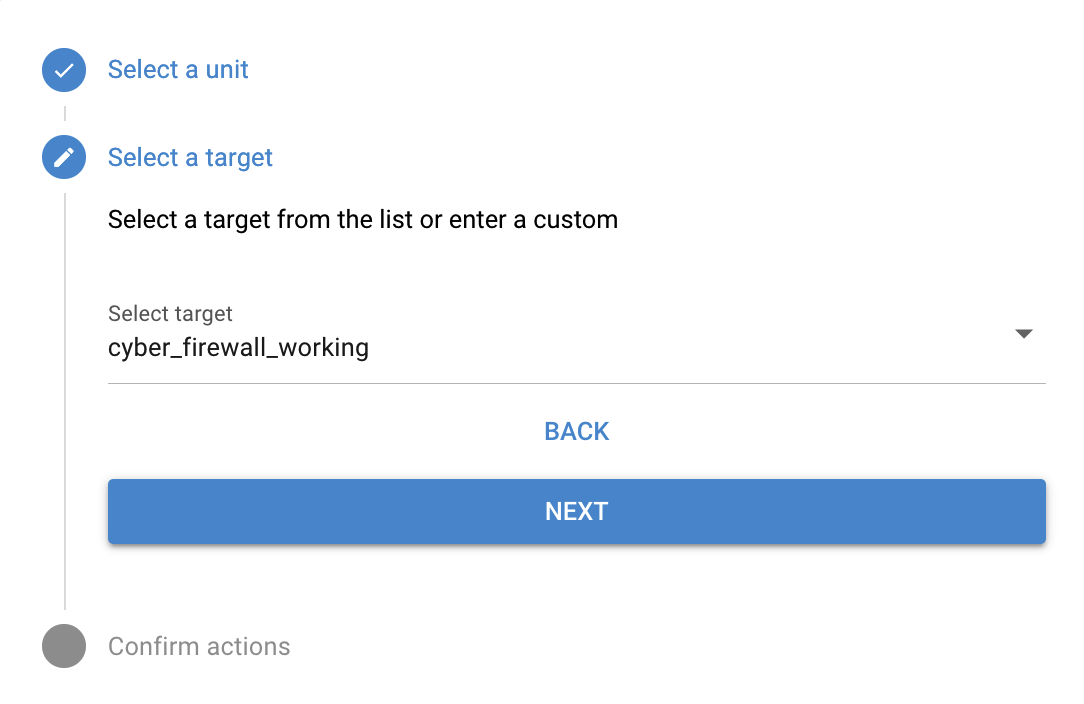 Select a unit
Select a target
Select a target from the list or enter a custom
Select target
cyber_firewall_working
BACK
NEXT
Confirm actions